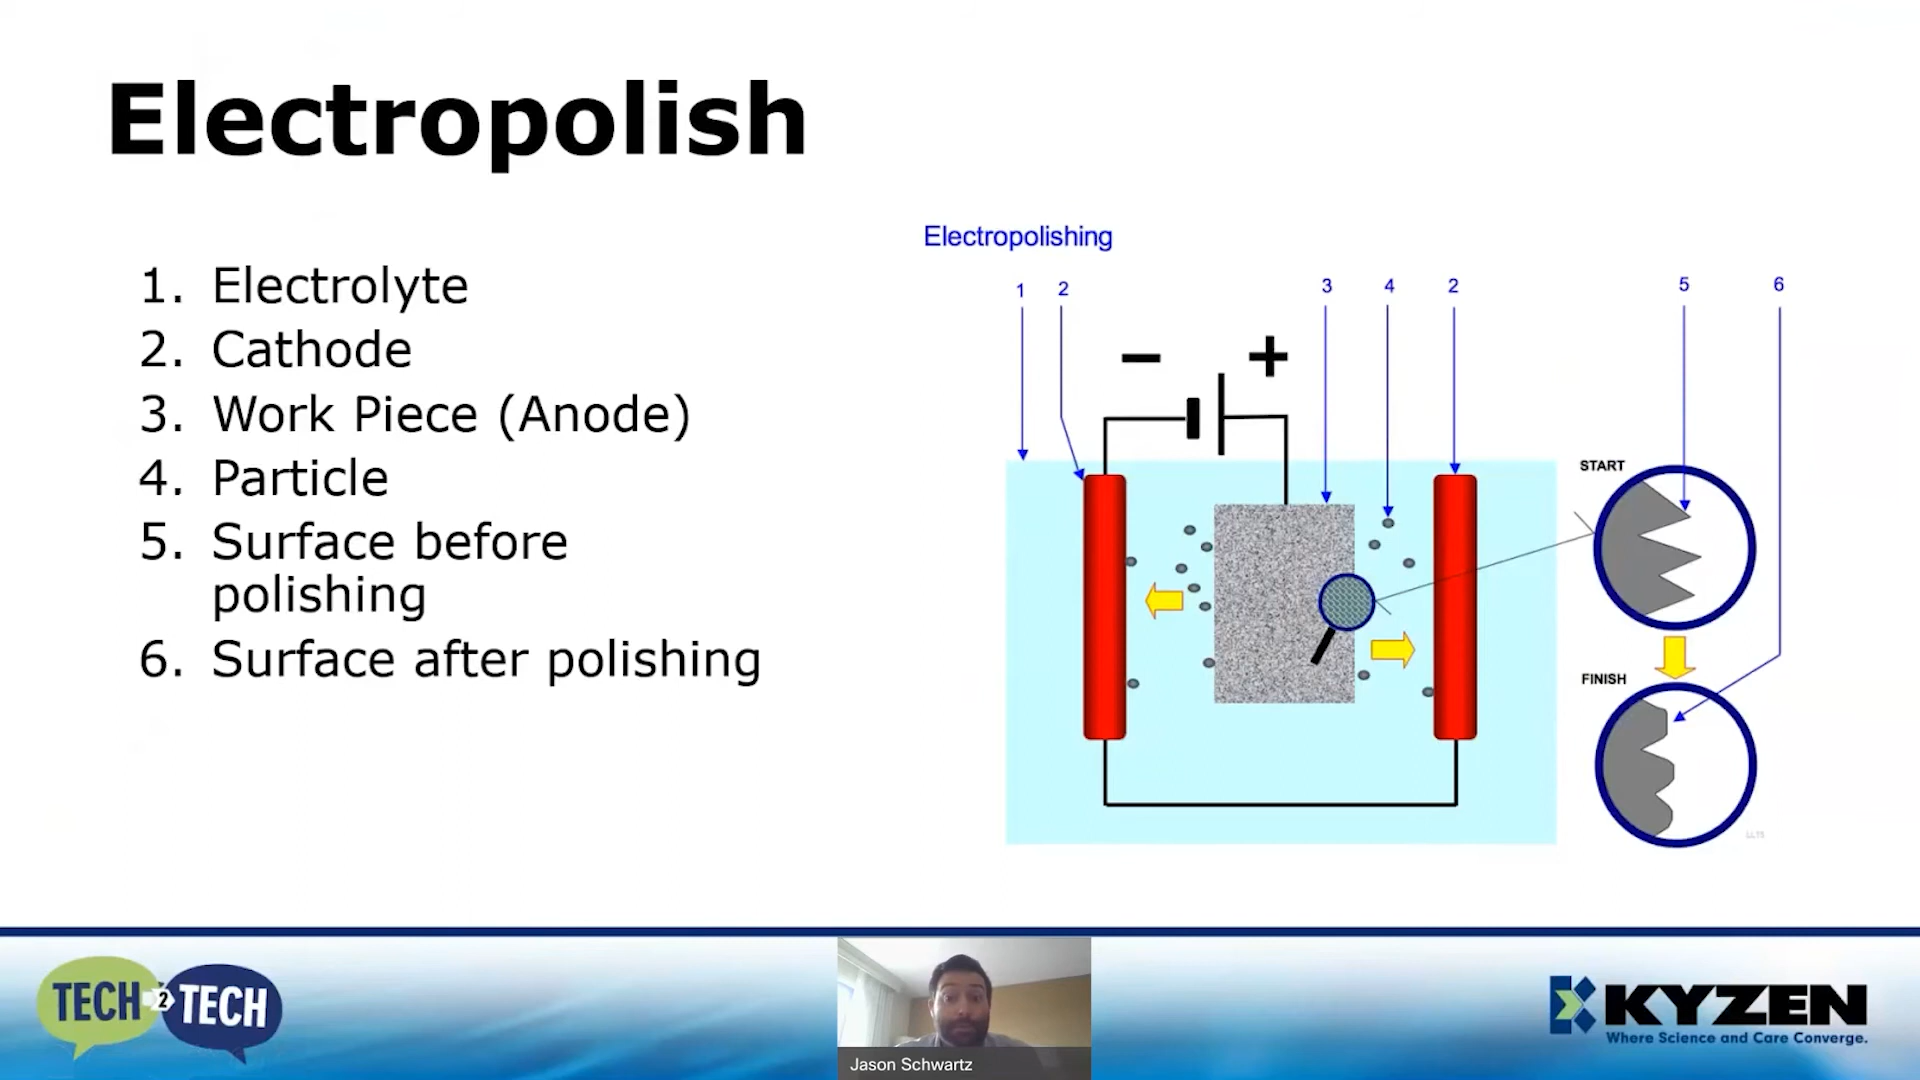 Electropolish
1. Electrolyte
2. Cathode
3. Work Piece (Anode)
4. Particle
5. Surface before
polishing
6. Surface after polishing
Electropolishing
1 2 3 4 2 5 6
− +
START
FINISH
LLTS
TECH 2 TECH
Jason Schwartz
KYZEN
Where Science and Care Converge.